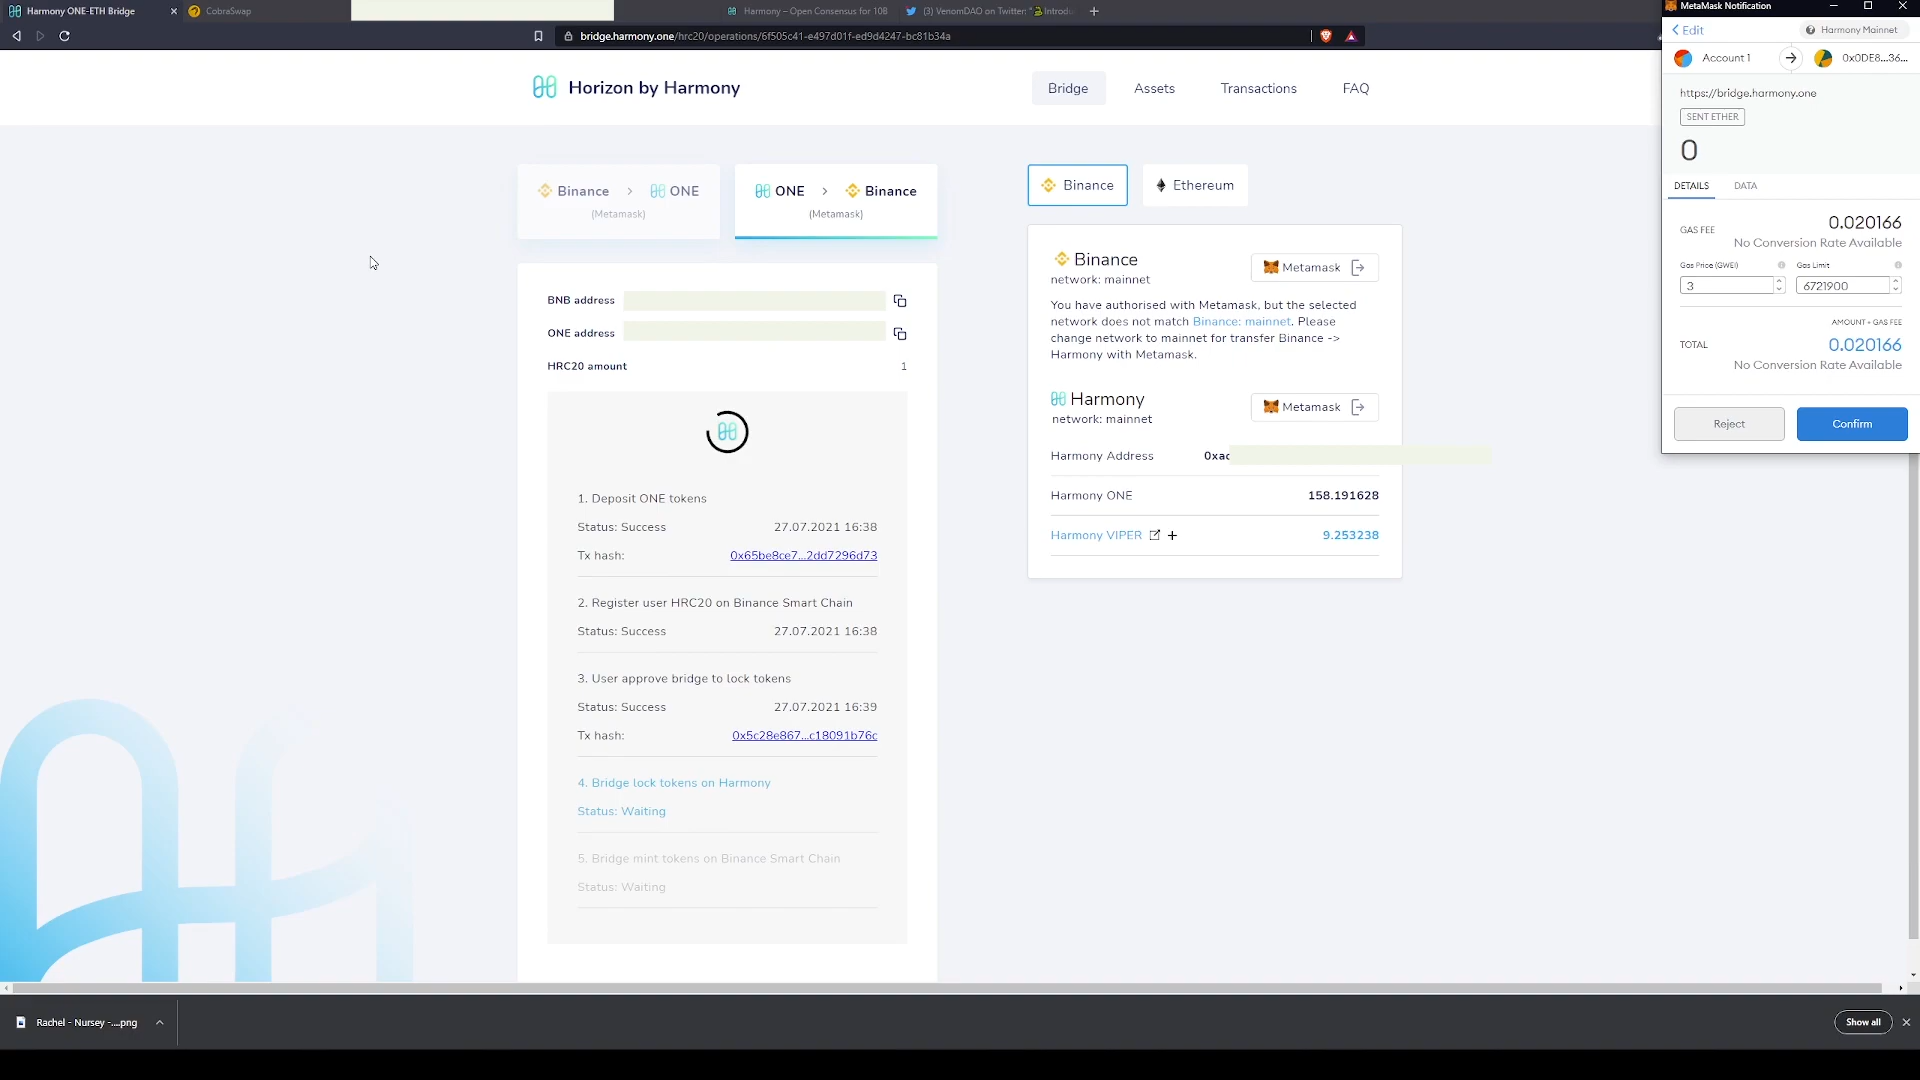 Harmony ONE-ETH Bridge
CobraSwap
Harmony – Open Consensus for 10B
(3) VenomDAO on Twitter: "
bridge.harmony.one/hrc20/operations/6f505c41-e497d01f-ed9d4247-bc81b34a
Horizon by Harmony
Bridge
Assets
Transactions
FAQ
Binance > ONE
(Metamask)
ONE > Binance
(Metamask)
BNB address
ONE address
HRC20 amount 1
1. Deposit ONE tokens
Status: Success 27.07.2021 16:38
Tx hash: 0x65be8ce7...2dd7296d73
2. Register user HRC20 on Binance Smart Chain
Status: Success 27.07.2021 16:38
3. User approve bridge to lock tokens
Status: Success 27.07.2021 16:39
Tx hash: 0x5c28e867...c18091b76c
4. Bridge lock tokens on Harmony
Status: Waiting
5. Bridge mint tokens on Binance Smart Chain
Status: Waiting
Binance
Ethereum
Binance
Metamask
network: mainnet
You have authorised with Metamask, but the selected
network does not match Binance: mainnet. Please
change network to mainnet for transfer Binance ->
Harmony with Metamask.
Harmony
Metamask
network: mainnet
Harmony Address 0xac
Harmony ONE 158.191628
Harmony VIPER + 9.253238
MetaMask Notification
< Edit
Harmony Mainnet
Account 1
0x0DE8...36...
https://bridge.harmony.one
SENT ETHER
0
DETAILS
DATA
GAS FEE 0.020166
No Conversion Rate Available
Gas Price (GWEI) Gas Limit
3 6721900
AMOUNT + GAS FEE
TOTAL 0.020166
No Conversion Rate Available
Reject
Confirm
Rachel - Nursey -....png
Show all